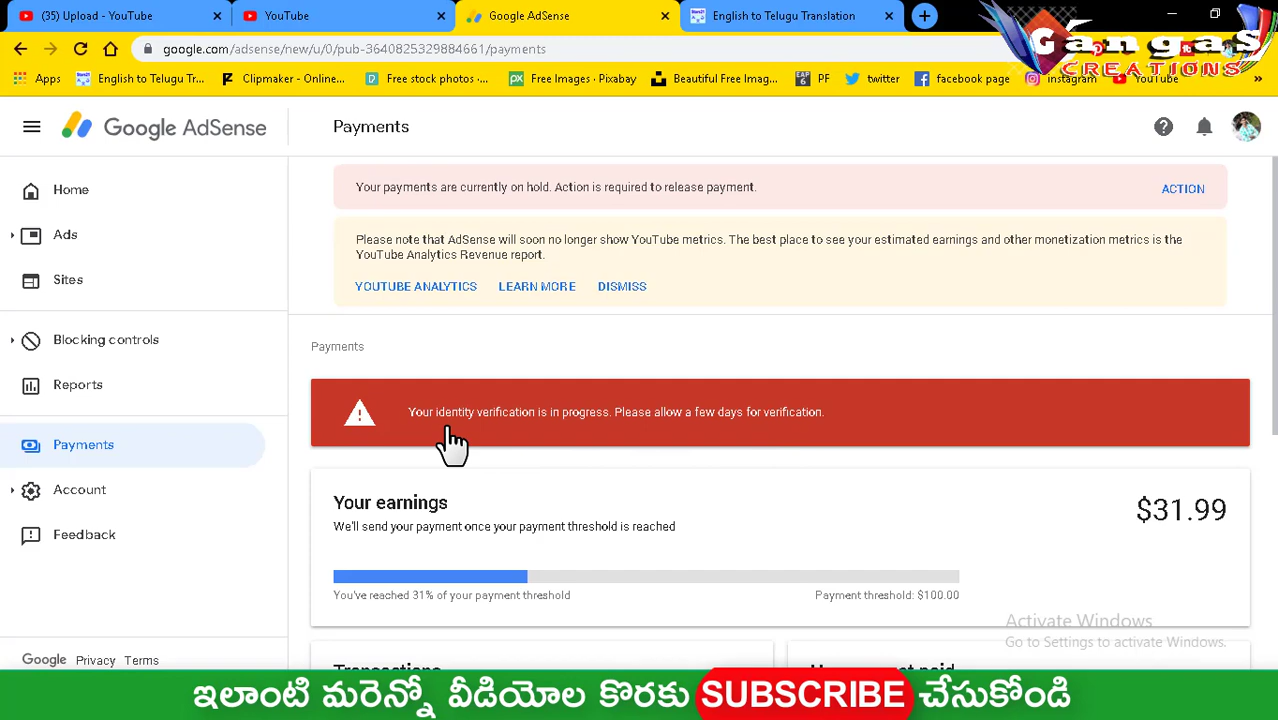 (35) Upload - YouTube
YouTube
Google AdSense
English to Telugu Translation
google.com/adsense/new/u/0/pub-3640825329884661/payments
GangaS
CREATIONS
Apps
English to Telugu Tr...
Clipmaker - Online...
Free stock photos ·...
Free Images · Pixabay
Beautiful Free Imag...
PF
twitter
facebook page
Instagram
YouTube
Google AdSense
Payments
Home
Ads
Sites
Blocking controls
Reports
Payments
Account
Feedback
Google Privacy Terms
Your payments are currently on hold. Action is required to release payment.
ACTION
Please note that AdSense will soon no longer show YouTube metrics. The best place to see your estimated earnings and other monetization metrics is the
YouTube Analytics Revenue report.
YOUTUBE ANALYTICS LEARN MORE DISMISS
Payments
Your identity verification is in progress. Please allow a few days for verification.
Your earnings
$31.99
We'll send your payment once your payment threshold is reached
You've reached 31% of your payment threshold
Payment threshold: $100.00
Activate Windows
Go to Settings to activate Windows.
Transactions
ఇలాంటి మరెన్నో వీడియోల కొరకు SUBSCRIBE చేసుకోండి